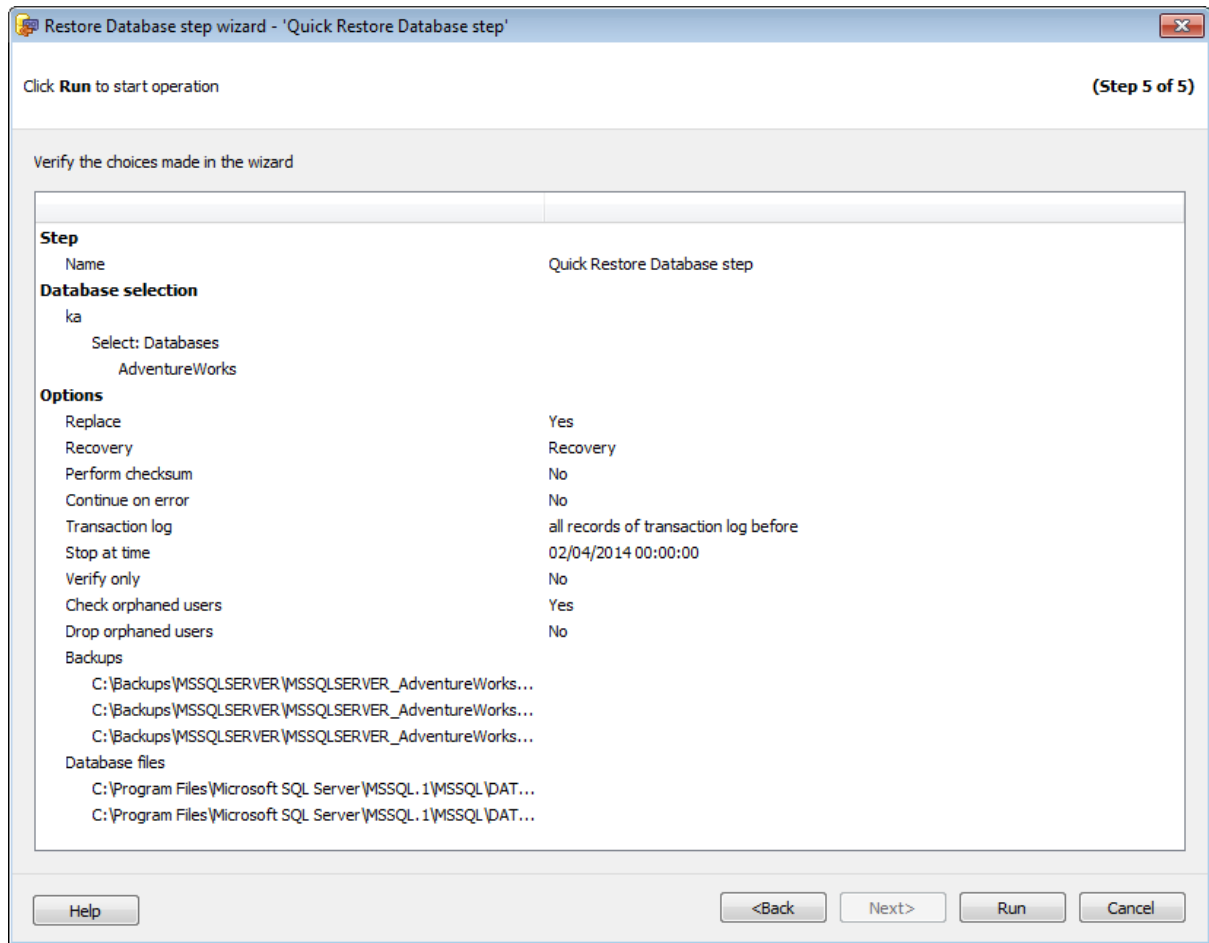 Restore Database step wizard - 'Quick Restore Database step'
Click Run to start operation (Step 5 of 5)
Verify the choices made in the wizard
Step
Name Quick Restore Database step
Database selection
ka
Select: Databases
AdventureWorks
Options
Replace Yes
Recovery Recovery
Perform checksum No
Continue on error No
Transaction log all records of transaction log before
Stop at time 02/04/2014 00:00:00
Verify only No
Check orphaned users Yes
Drop orphaned users No
Backups
C:\Backups\MSSQLSERVER\MSSQLSERVER_AdventureWorks...
C:\Backups\MSSQLSERVER\MSSQLSERVER_AdventureWorks...
C:\Backups\MSSQLSERVER\MSSQLSERVER_AdventureWorks...
Database files
C:\Program Files\Microsoft SQL Server\MSSQL.1\MSSQL\DAT...
C:\Program Files\Microsoft SQL Server\MSSQL.1\MSSQL\DAT...
Help <Back Next> Run Cancel